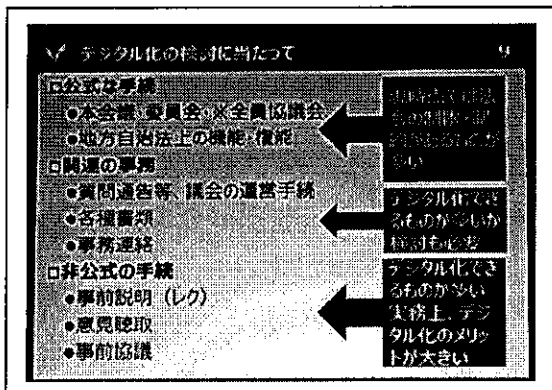 デジタル化の検討に当たって
9
□公式な手続
●本会議・委員会・※全員協議会
●地方自治法上の機能・権能
多い
□関連の事務
●質問通告等、議会の運営手続
●各種書類
●事務連絡
デジタル化でき
るものが多いが
検討も必要
□非公式の手続
●事前説明（レク）
●意見聴取
●事前協議
デジタル化でき
るものが多い
実務上、デジ
タル化のメリッ
トが大きい